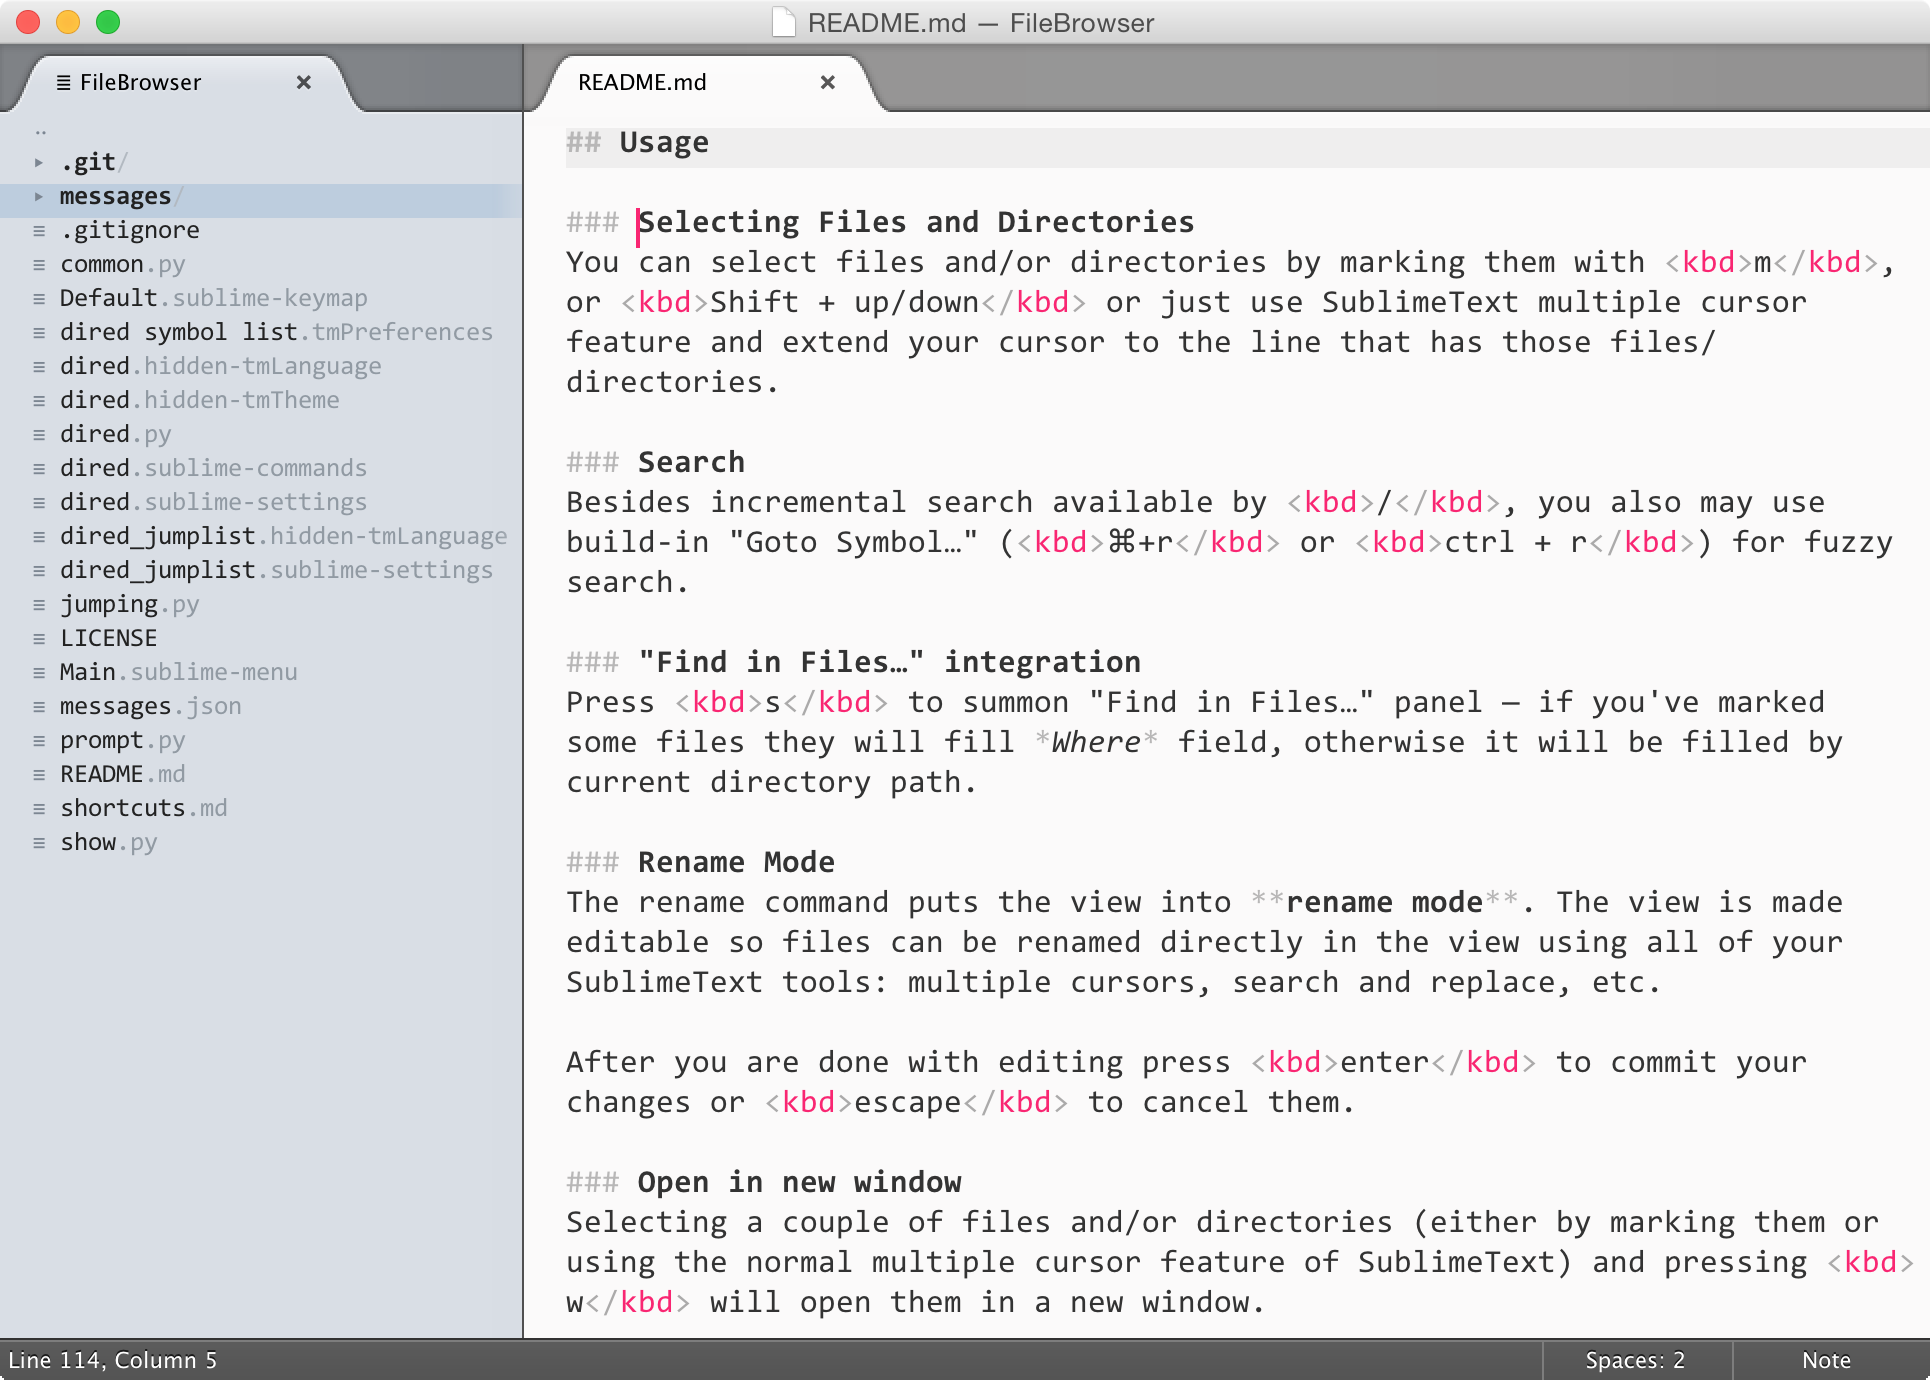 README.md — FileBrowser
≣ FileBrowser ×
README.md ×
..
▸ .git/
▸ messages/
≡ .gitignore
≡ common.py
≡ Default.sublime-keymap
≡ dired symbol list.tmPreferences
≡ dired.hidden-tmLanguage
≡ dired.hidden-tmTheme
≡ dired.py
≡ dired.sublime-commands
≡ dired.sublime-settings
≡ dired_jumplist.hidden-tmLanguage
≡ dired_jumplist.sublime-settings
≡ jumping.py
≡ LICENSE
≡ Main.sublime-menu
≡ messages.json
≡ prompt.py
≡ README.md
≡ shortcuts.md
≡ show.py
## Usage
### Selecting Files and Directories
You can select files and/or directories by marking them with <kbd>m</kbd>,
or <kbd>Shift + up/down</kbd> or just use SublimeText multiple cursor
feature and extend your cursor to the line that has those files/
directories.
### Search
Besides incremental search available by <kbd>/</kbd>, you also may use
build-in "Goto Symbol…" (<kbd>⌘+r</kbd> or <kbd>ctrl + r</kbd>) for fuzzy
search.
### "Find in Files…" integration
Press <kbd>s</kbd> to summon "Find in Files…" panel — if you've marked
some files they will fill *Where* field, otherwise it will be filled by
current directory path.
### Rename Mode
The rename command puts the view into **rename mode**. The view is made
editable so files can be renamed directly in the view using all of your
SublimeText tools: multiple cursors, search and replace, etc.
After you are done with editing press <kbd>enter</kbd> to commit your
changes or <kbd>escape</kbd> to cancel them.
### Open in new window
Selecting a couple of files and/or directories (either by marking them or
using the normal multiple cursor feature of SublimeText) and pressing <kbd>
w</kbd> will open them in a new window.
Line 114, Column 5
Spaces: 2
Note